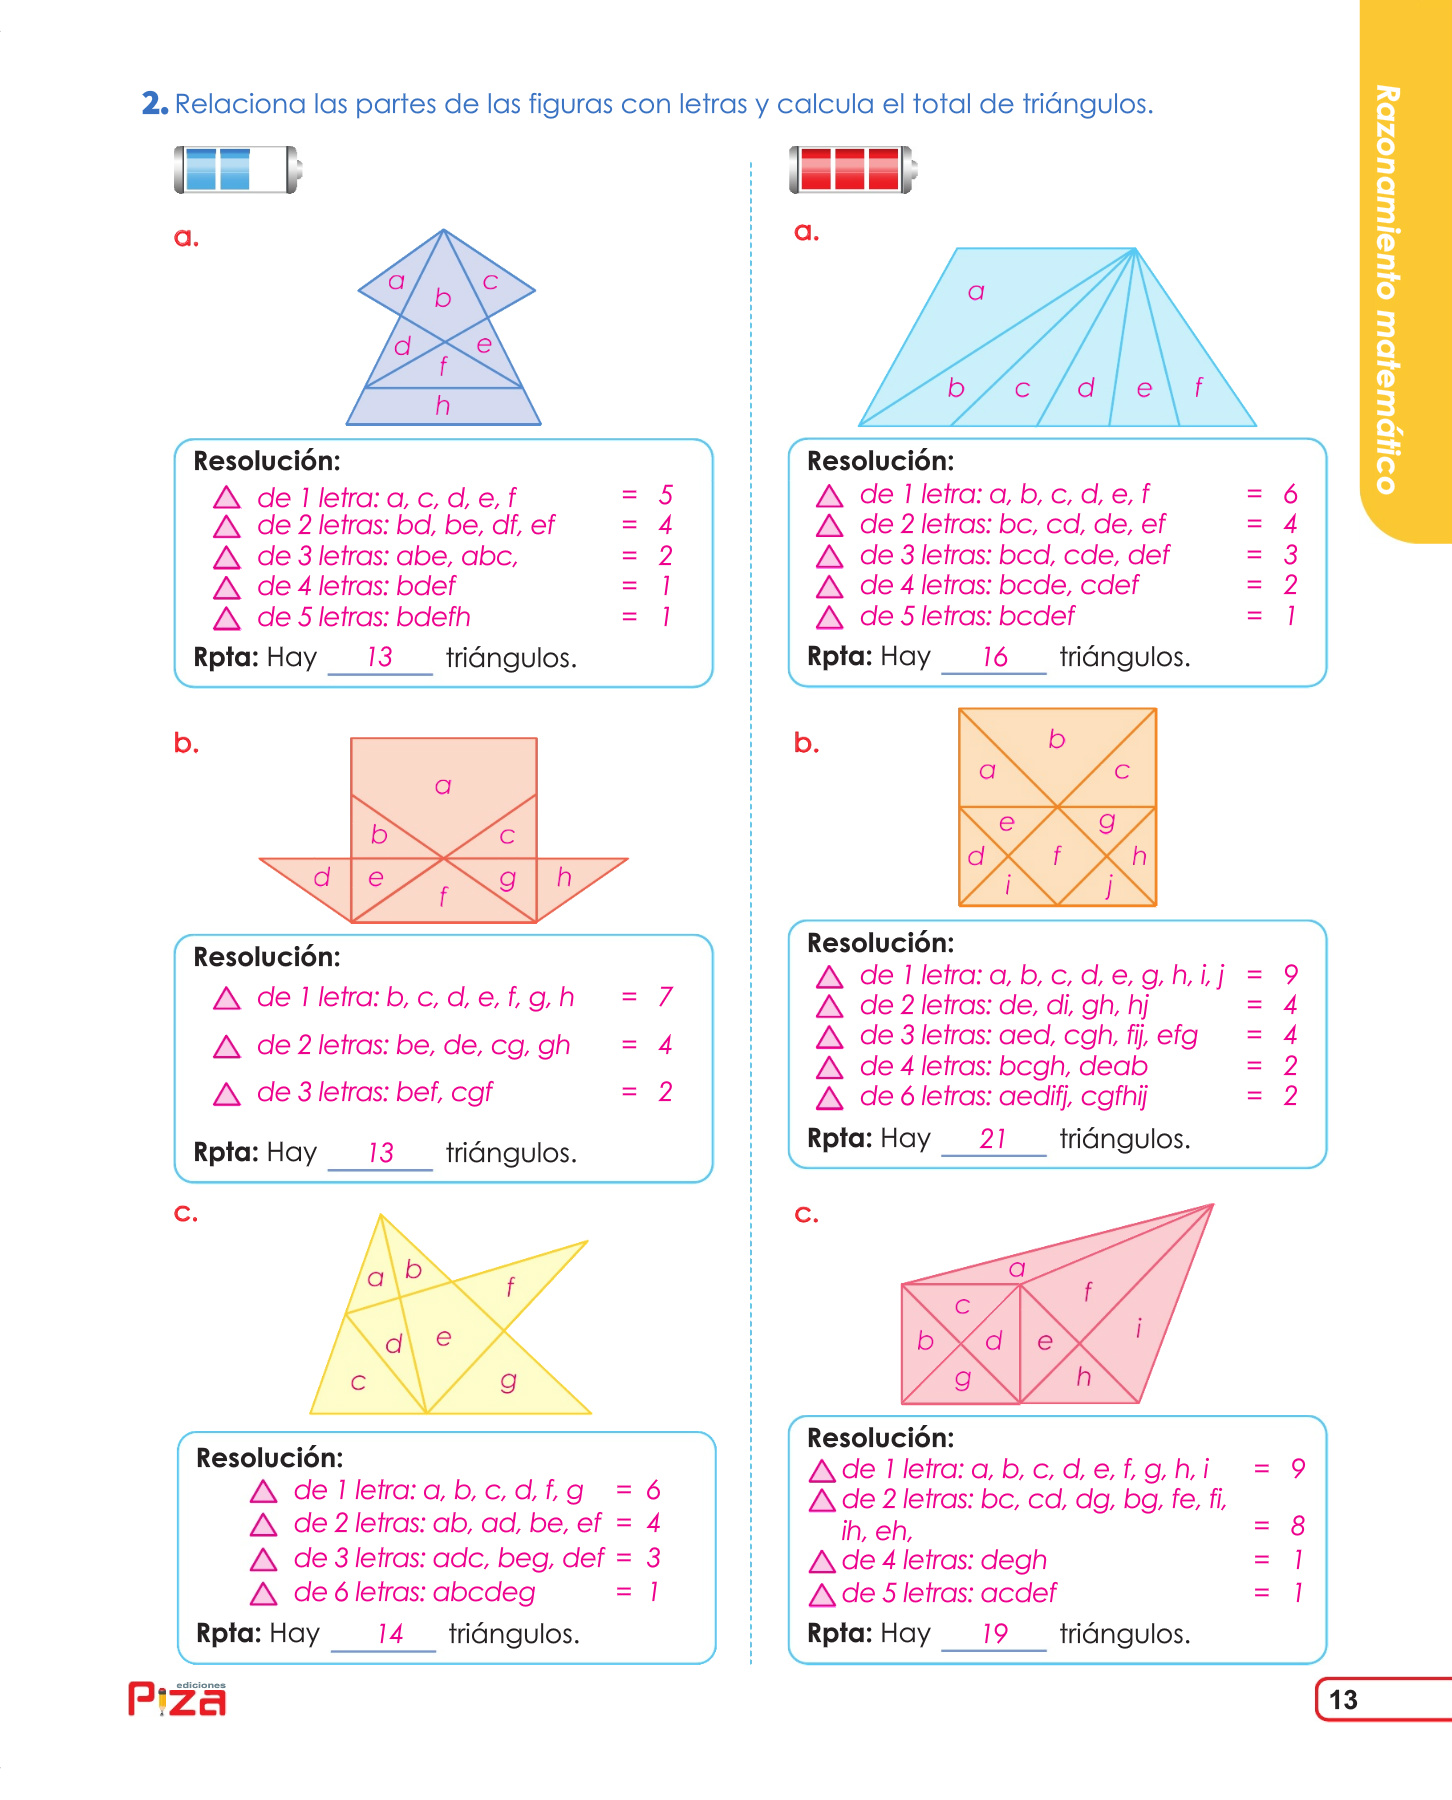 2. Relaciona las partes de las figuras con letras y calcula el total de triángulos.
Razonamiento matemático
a.
a
b
c
d
e
f
h
Resolución:
de 1 letra: a, c, d, e, f = 5
de 2 letras: bd, be, df, ef = 4
de 3 letras: abe, abc, = 2
de 4 letras: bdef = 1
de 5 letras: bdefh = 1
Rpta: Hay 13 triángulos.
b.
a
b c
d e f g h
Resolución:
de 1 letra: b, c, d, e, f, g, h = 7
de 2 letras: be, de, cg, gh = 4
de 3 letras: bef, cgf = 2
Rpta: Hay 13 triángulos.
c.
a b
f
d e
c g
Resolución:
de 1 letra: a, b, c, d, f, g = 6
de 2 letras: ab, ad, be, ef = 4
de 3 letras: adc, beg, def = 3
de 6 letras: abcdeg = 1
Rpta: Hay 14 triángulos.
a.
a
b c d e f
Resolución:
de 1 letra: a, b, c, d, e, f = 6
de 2 letras: bc, cd, de, ef = 4
de 3 letras: bcd, cde, def = 3
de 4 letras: bcde, cdef = 2
de 5 letras: bcdef = 1
Rpta: Hay 16 triángulos.
b.
b
a c
e g
d f h
i j
Resolución:
de 1 letra: a, b, c, d, e, g, h, i, j = 9
de 2 letras: de, di, gh, hj = 4
de 3 letras: aed, cgh, fij, efg = 4
de 4 letras: bcgh, deab = 2
de 6 letras: aedifj, cgfhij = 2
Rpta: Hay 21 triángulos.
c.
a
c f
b d e i
g h
Resolución:
de 1 letra: a, b, c, d, e, f, g, h, i = 9
de 2 letras: bc, cd, dg, bg, fe, fi,
ih, eh, = 8
de 4 letras: degh = 1
de 5 letras: acdef = 1
Rpta: Hay 19 triángulos.
ediciones
Piza
13